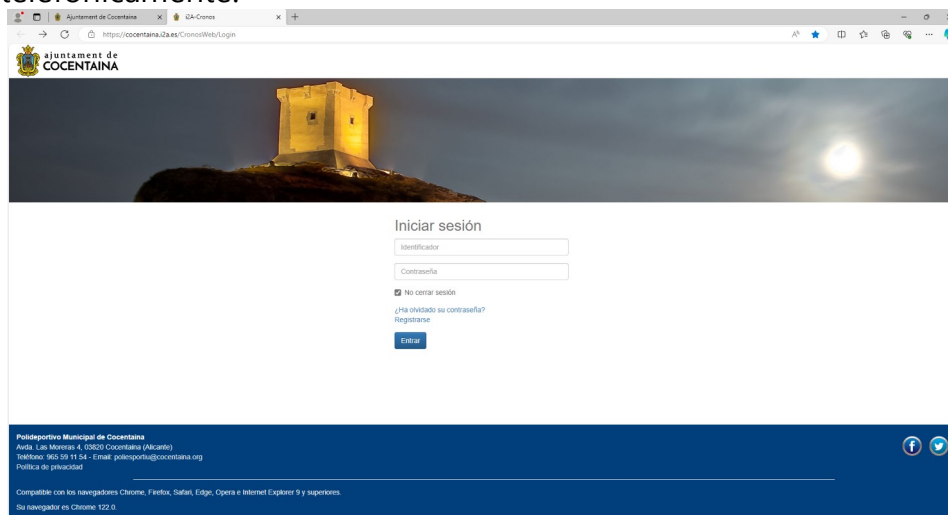 telefónicamente.
Ajuntament de Cocentaina
i2A-Cronos
https://cocentaina.i2a.es/CronosWeb/Login
ajuntament de
COCENTAINA
Iniciar sesión
Identificador
Contraseña
No cerrar sesión
¿Ha olvidado su contraseña?
Registrarse
Entrar
Polideportivo Municipal de Cocentaina
Avda. Las Moreras 4, 03820 Cocentaina (Alicante)
Teléfono: 965 59 11 54 - Email: poliesportiu@cocentaina.org
Política de privacidad
Compatible con los navegadores Chrome, Firefox, Safari, Edge, Opera e Internet Explorer 9 y superiores.
Su navegador es Chrome 122.0.